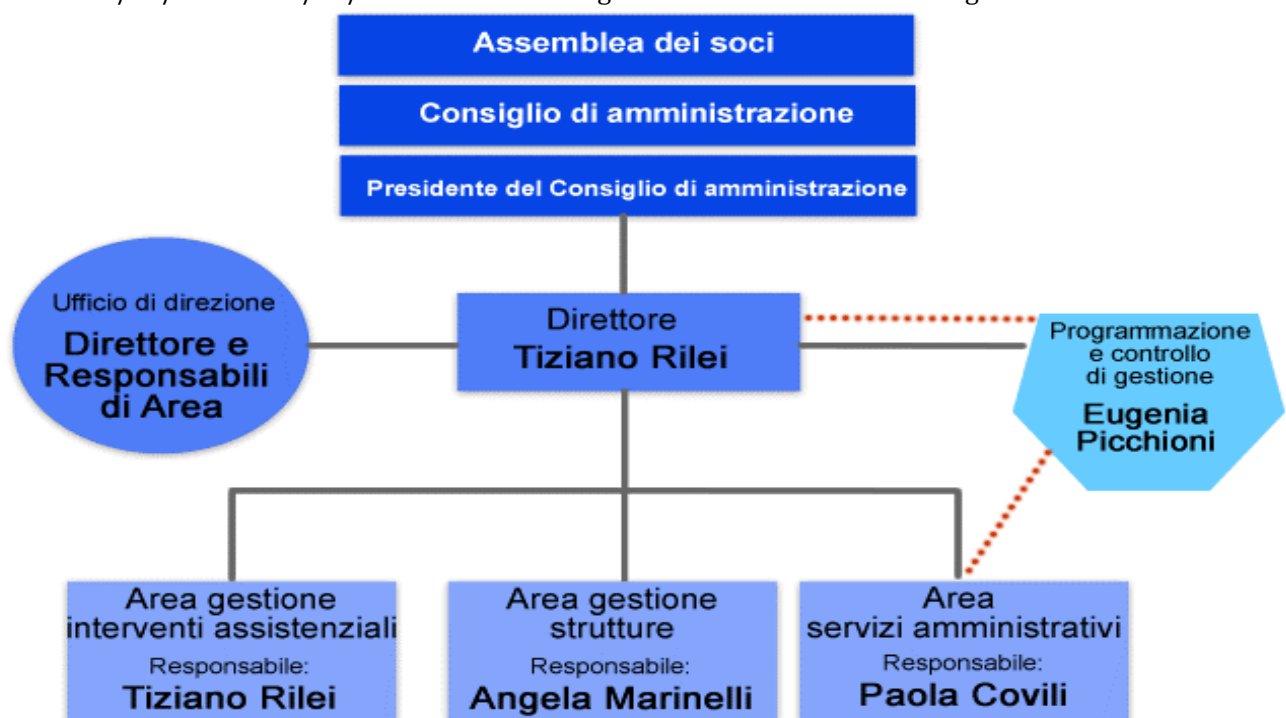 Assemblea dei soci
Consiglio di amministrazione
Presidente del Consiglio di amministrazione
Ufficio di direzione
Direttore e
Responsabili
di Area
Direttore
Tiziano Rilei
Programmazione
e controllo
di gestione
Eugenia
Picchioni
Area gestione
interventi assistenziali
Responsabile:
Tiziano Rilei
Area gestione
strutture
Responsabile:
Angela Marinelli
Area
servizi amministrativi
Responsabile:
Paola Covili